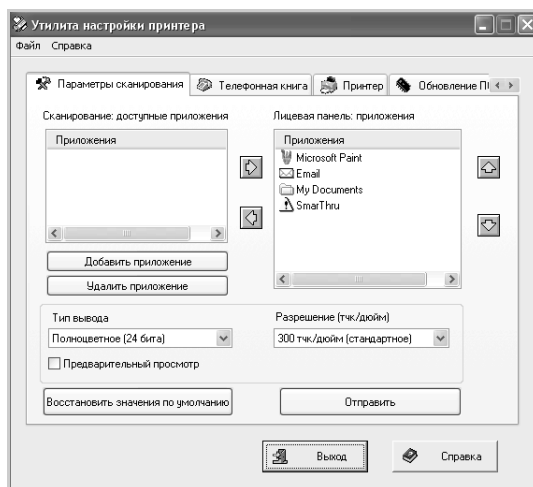 Утилита настройки принтера
Файл Справка
Параметры сканирования Телефонная книга Принтер Обновление П
Сканирование: доступные приложения
Приложения
Лицевая панель: приложения
Приложения
Microsoft Paint
Email
My Documents
SmarThru
Добавить приложение
Удалить приложение
Тип вывода
Полноцветное (24 бита)
Предварительный просмотр
Разрешение (тчк/дюйм)
300 тчк/дюйм (стандартное)
Восстановить значения по умолчанию
Отправить
Выход
Справка